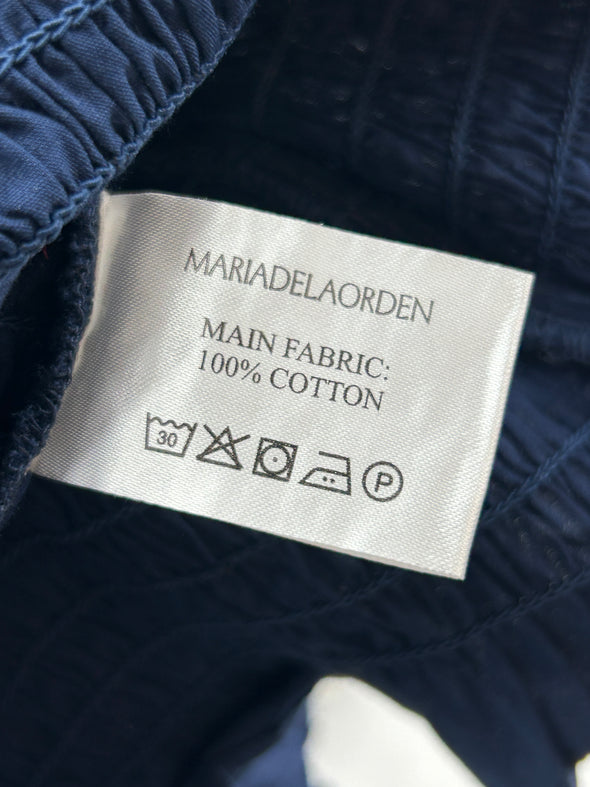 MARIADELAORDEN
MAIN FABRIC:
100% COTTON
30 P